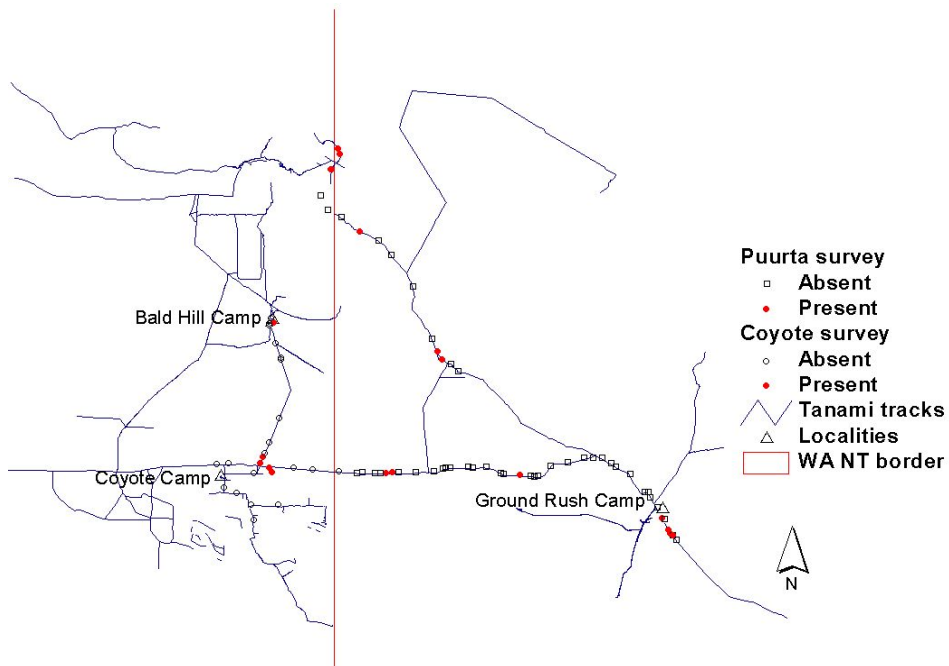 Puurta survey
Absent
Present
Bald Hill Camp
Coyote survey
Absent
Present
Tanami tracks
Localities
WA NT border
Coyote Camp
Ground Rush Camp
N